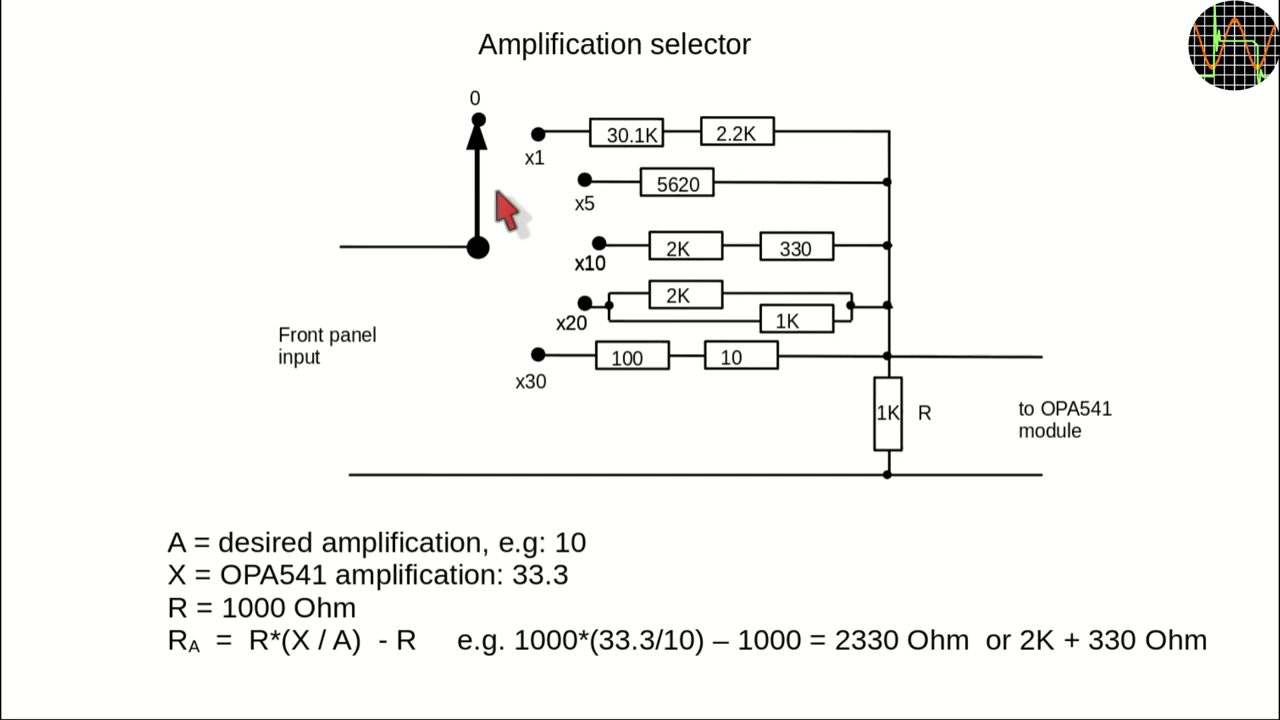 Amplification selector
0
30.1K
2.2K
x1
5620
x5
2K
330
x10
2K
1K
x20
100
10
x30
Front panel
input
1K
R
to OPA541
module
A = desired amplification, e.g: 10
X = OPA541 amplification: 33.3
R = 1000 Ohm
RA = R*(X / A) - R e.g. 1000*(33.3/10) – 1000 = 2330 Ohm or 2K + 330 Ohm